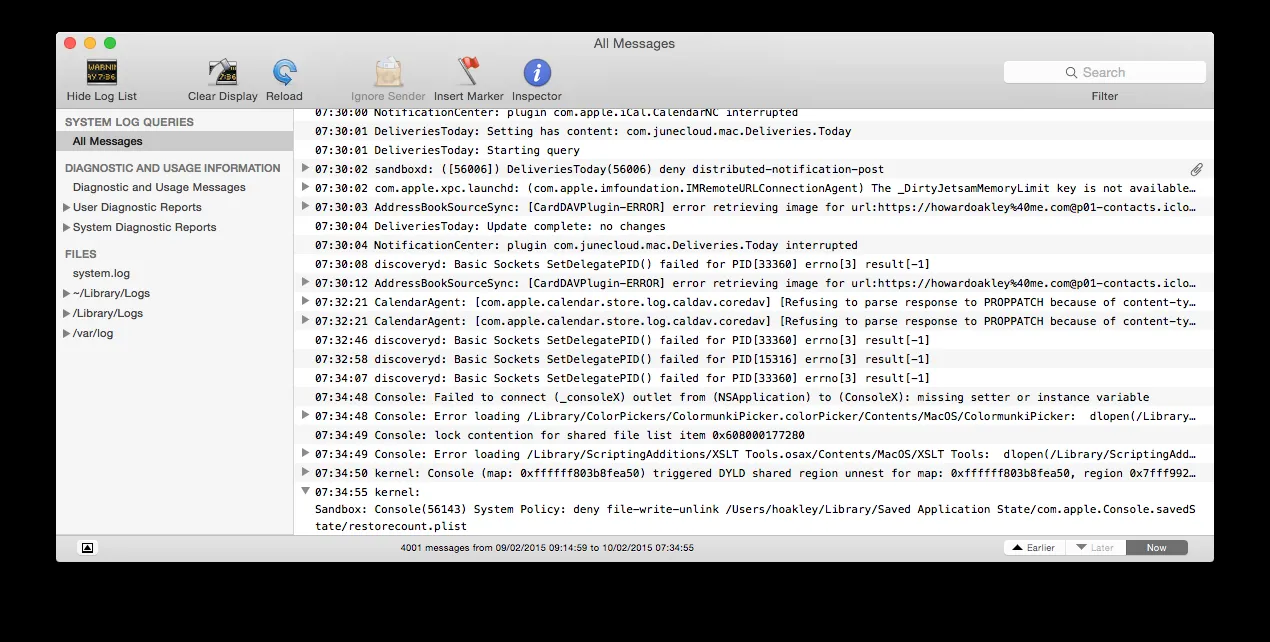 All Messages
WARNIN
AY 7:36
7:36
Hide Log List
Clear Display
Reload
Ignore Sender
Insert Marker
Inspector
Search
Filter
SYSTEM LOG QUERIES
All Messages
DIAGNOSTIC AND USAGE INFORMATION
Diagnostic and Usage Messages
User Diagnostic Reports
System Diagnostic Reports
FILES
system.log
~/Library/Logs
/Library/Logs
/var/log
07:30:00 NotificationCenter: plugin com.apple.iCal.CalendarNC interrupted
07:30:01 DeliveriesToday: Setting has content: com.junecloud.mac.Deliveries.Today
07:30:01 DeliveriesToday: Starting query
07:30:02 sandboxd: ([56006]) DeliveriesToday(56006) deny distributed-notification-post
07:30:02 com.apple.xpc.launchd: (com.apple.imfoundation.IMRemoteURLConnectionAgent) The _DirtyJetsamMemoryLimit key is not available…
07:30:03 AddressBookSourceSync: [CardDAVPlugin-ERROR] error retrieving image for url:https://howardoakley%40me.com@p01-contacts.iclo…
07:30:04 DeliveriesToday: Update complete: no changes
07:30:04 NotificationCenter: plugin com.junecloud.mac.Deliveries.Today interrupted
07:30:08 discoveryd: Basic Sockets SetDelegatePID() failed for PID[33360] errno[3] result[-1]
07:30:12 AddressBookSourceSync: [CardDAVPlugin-ERROR] error retrieving image for url:https://howardoakley%40me.com@p01-contacts.iclo…
07:32:21 CalendarAgent: [com.apple.calendar.store.log.caldav.coredav] [Refusing to parse response to PROPPATCH because of content-ty…
07:32:21 CalendarAgent: [com.apple.calendar.store.log.caldav.coredav] [Refusing to parse response to PROPPATCH because of content-ty…
07:32:46 discoveryd: Basic Sockets SetDelegatePID() failed for PID[33360] errno[3] result[-1]
07:32:58 discoveryd: Basic Sockets SetDelegatePID() failed for PID[15316] errno[3] result[-1]
07:34:07 discoveryd: Basic Sockets SetDelegatePID() failed for PID[33360] errno[3] result[-1]
07:34:48 Console: Failed to connect (_consoleX) outlet from (NSApplication) to (ConsoleX): missing setter or instance variable
07:34:48 Console: Error loading /Library/ColorPickers/ColormunkiPicker.colorPicker/Contents/MacOS/ColormunkiPicker:  dlopen(/Library…
07:34:49 Console: lock contention for shared file list item 0x608000177280
07:34:49 Console: Error loading /Library/ScriptingAdditions/XSLT Tools.osax/Contents/MacOS/XSLT Tools:  dlopen(/Library/ScriptingAdd…
07:34:50 kernel: Console (map: 0xffffff803b8fea50) triggered DYLD shared region unnest for map: 0xffffff803b8fea50, region 0x7fff992…
07:34:55 kernel:
Sandbox: Console(56143) System Policy: deny file-write-unlink /Users/hoakley/Library/Saved Application State/com.apple.Console.savedS
tate/restorecount.plist
4001 messages from 09/02/2015 09:14:59 to 10/02/2015 07:34:55
Earlier
Later
Now